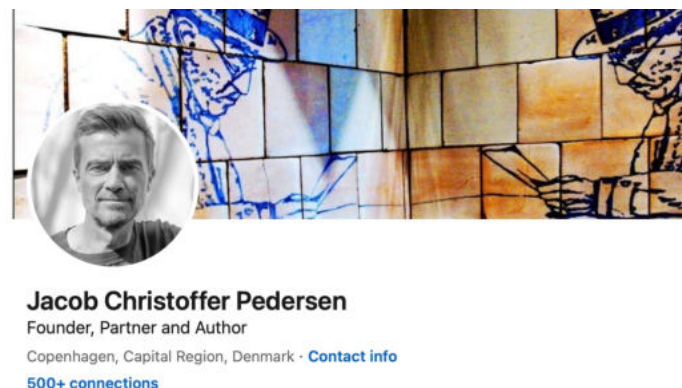 Jacob Christoffer Pedersen
Founder, Partner and Author
Copenhagen, Capital Region, Denmark · Contact info
500+ connections